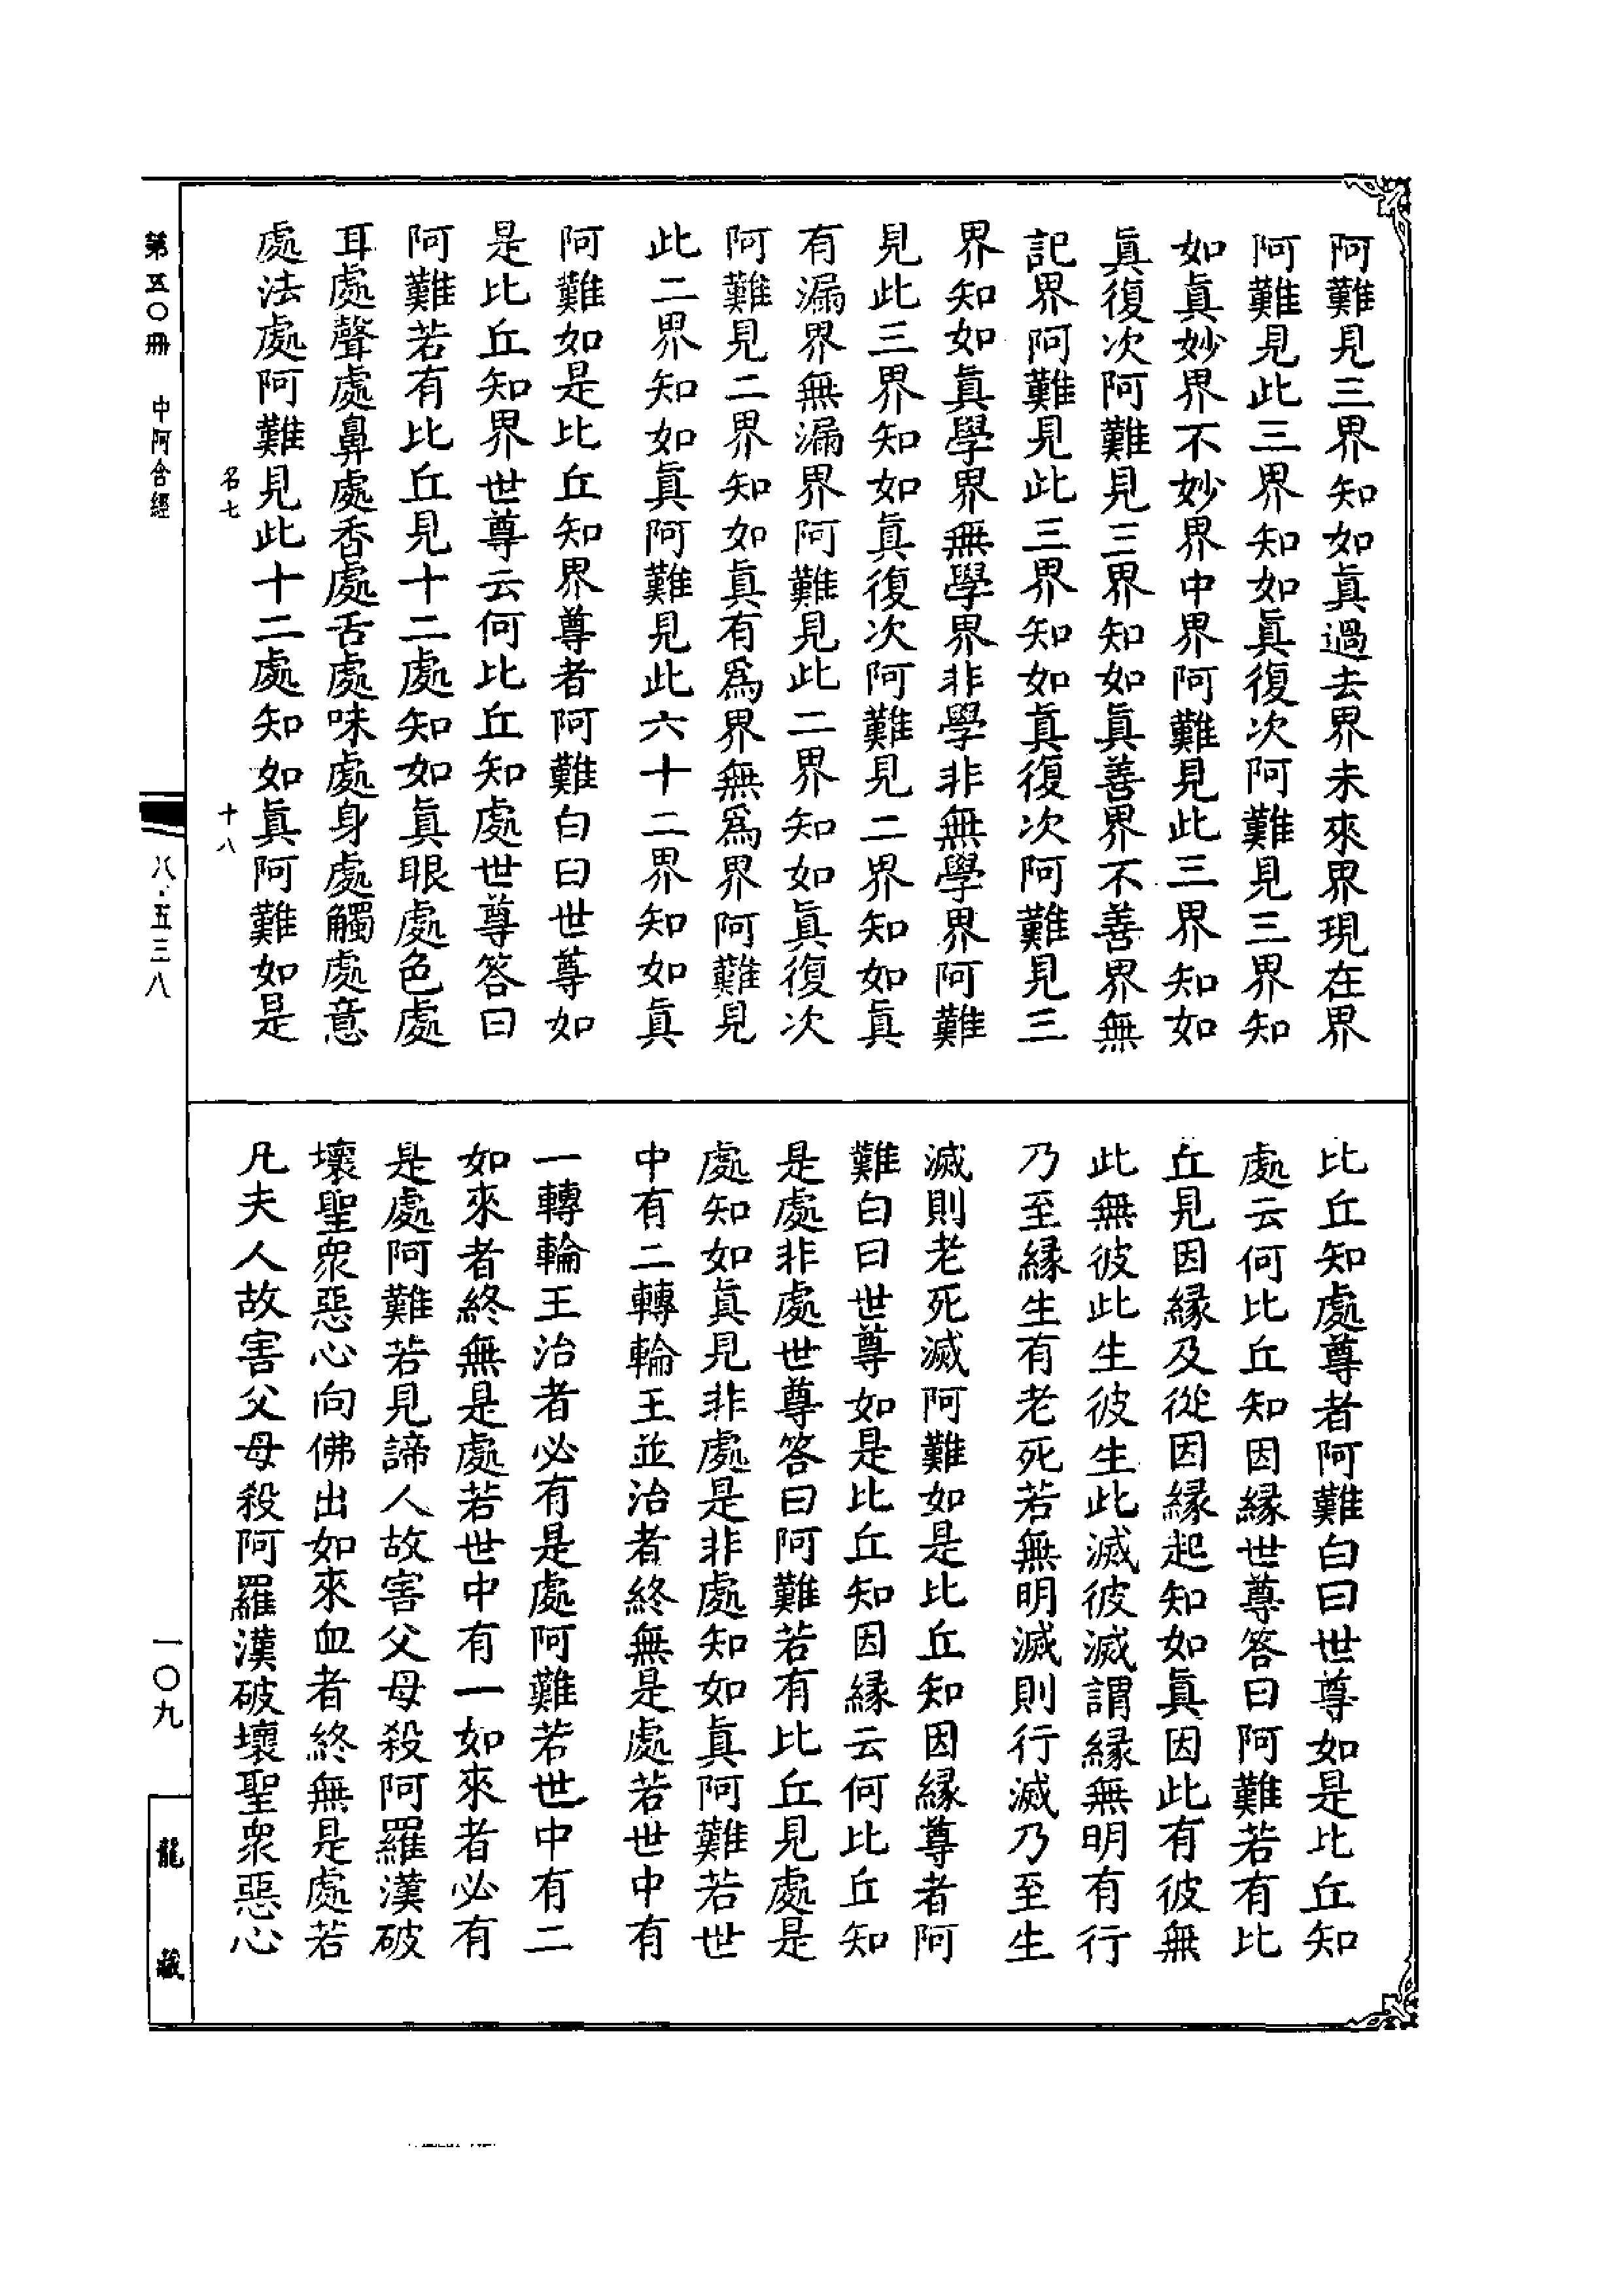 阿難見三界知如眞過去界未來界現在界
阿難見此三界知如眞復次阿難見三界知
如眞妙界不妙界中界阿難見此三界知如
眞復次阿難見三界知如眞善界不善界無
記界阿難見此三界知如眞復次阿難見三
界知如眞學界無學界非學非無學界阿難
見此三界知如眞復次阿難見二界知如眞
有漏界無漏界阿難見此二界知如眞復次
阿難見二界知如眞有爲界無爲界阿難見
此二界知如眞阿難見此六十二界知如眞
阿難如是比丘知界尊者阿難白曰世尊如
是比丘知界世尊云何比丘知處世尊答曰
阿難若有比丘見十二處知如眞眼處色處
耳處聲處鼻處香處舌處味處身處觸處意
處法處阿難見此十二處知如眞阿難如是
名七 十八
比丘知處尊者阿難白曰世尊如是比丘知
處云何比丘知因緣世尊答曰阿難若有比
丘見因緣及從因緣起知如眞因此有彼無
此無彼此生彼生此滅彼滅謂緣無明有行
乃至緣生有老死若無明滅則行滅乃至生
滅則老死滅阿難如是比丘知因緣尊者阿
難白曰世尊如是比丘知因緣云何比丘知
是處非處世尊答曰阿難若有比丘見處是
處知如眞見非處是非處知如眞阿難若世
中有二轉輪王並治者終無是處若世中有
一轉輪王治者必有是處阿難若世中有二
如來者終無是處若世中有一如來者必有
是處阿難若見諦人故害父母殺阿羅漢破
壞聖衆惡心向佛出如來血者終無是處若
凡夫人故害父母殺阿羅漢破壞聖衆惡心
第五〇冊 中阿含經
八·五三八
一〇九
龍藏